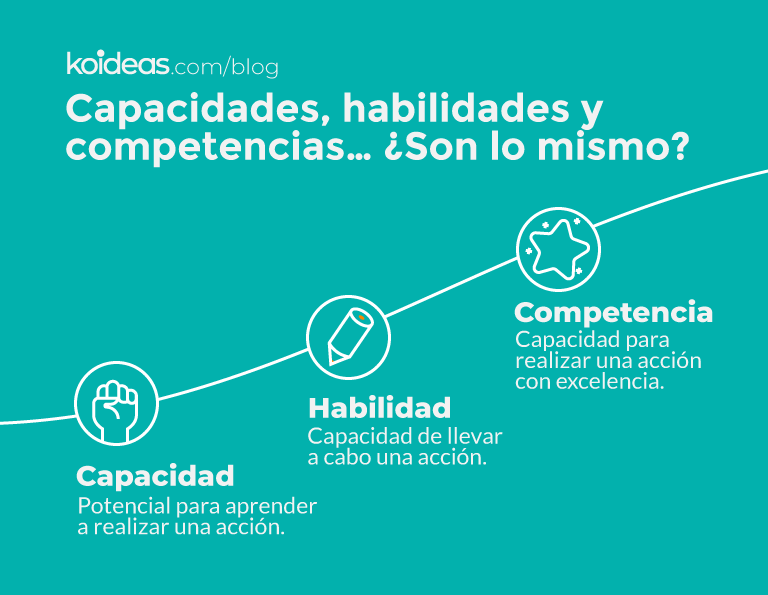 koideas.com/blog
Capacidades, habilidades y
competencias... ¿Son lo mismo?
Competencia
Capacidad para
realizar una acción
con excelencia.
Habilidad
Capacidad de llevar
a cabo una acción.
Capacidad
Potencial para aprender
a realizar una acción.